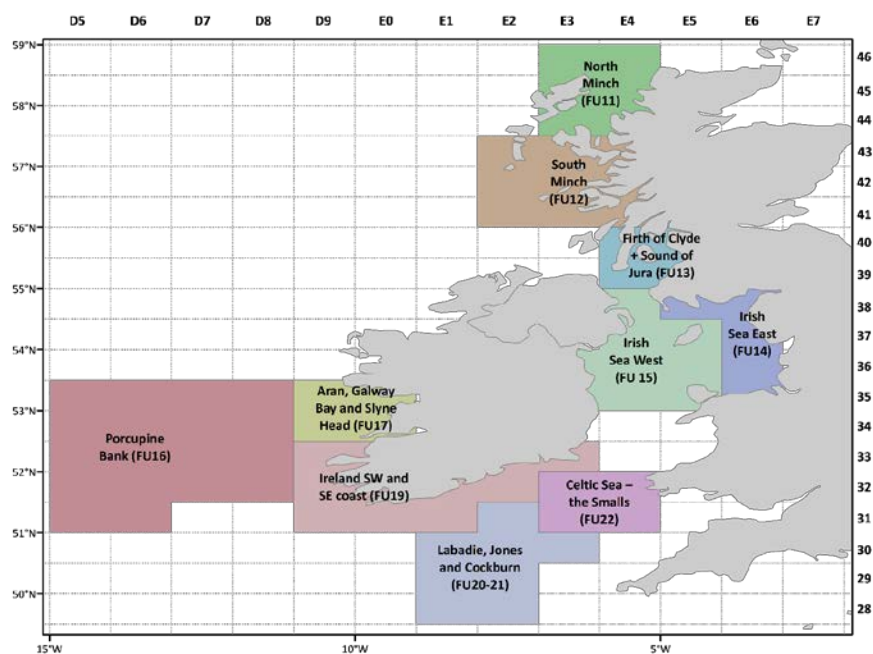 D5 D6 D7 D8 D9 E0 E1 E2 E3 E4 E5 E6 E7
59°N
46
North
Minch
(FU11)
45
58°N
44
43
57°N
South
Minch
(FU12)
42
41
56°N
40
Firth of Clyde
+ Sound of
Jura (FU13)
39
55°N
38
Irish
Sea East
(FU14)
37
Irish
Sea West
(FU 15)
54°N
36
Aran, Galway
Bay and Slyne
Head (FU17)
35
53°N
34
Porcupine
Bank (FU16)
33
52°N
Ireland SW and
SE coast (FU19)
32
Celtic Sea –
the Smalls
(FU22)
31
51°N
30
Labadie, Jones
and Cockburn
(FU20-21)
29
50°N
28
15°W 10°W 5°W